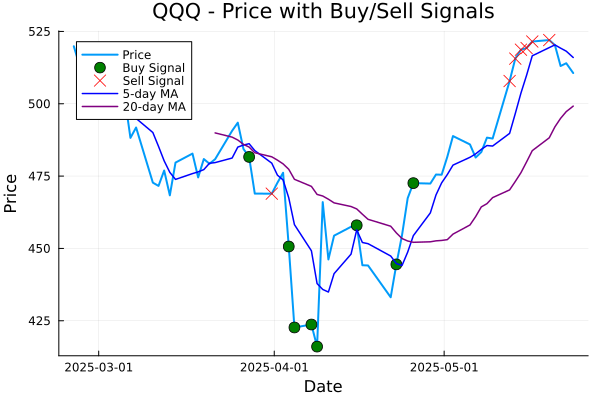 QQQ - Price with Buy/Sell Signals
525
500
475
450
425
Price
Price
Buy Signal
Sell Signal
5-day MA
20-day MA
2025-03-01
2025-04-01
2025-05-01
Date